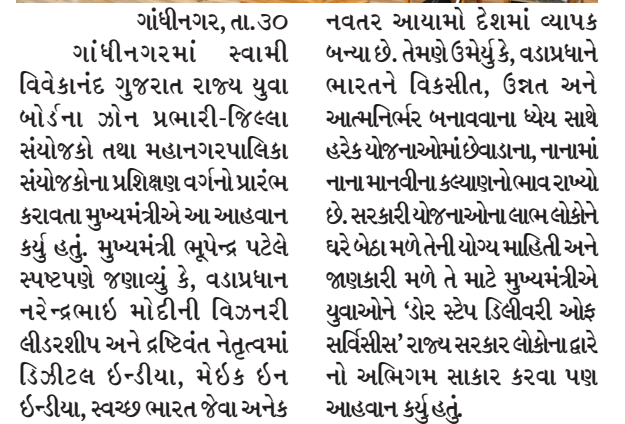 ગાંધીનગર, તા.૩૦
ગાંધીનગરમાં સ્વામી
વિવેકાનંદ ગુજરાત રાજ્ય યુવા
બોર્ડના ઝોન પ્રભારી-જિલ્લા
સંયોજકો તથા મહાનગરપાલિકા
સંયોજકોના પ્રશિક્ષણ વર્ગનો પ્રારંભ
કરાવતા મુખ્યમંત્રીએ આ આહવાન
કર્યુ હતું. મુખ્યમંત્રી ભૂપેન્દ્ર પટેલે
સ્પષ્ટપણે જણાવ્યું કે, વડાપ્રધાન
નરેન્દ્રભાઇ મોદીની વિઝનરી
લીડરશીપ અને દ્રષ્ટિવંત નેતૃત્વમાં
ડિઝીટલ ઇન્ડીયા, મેઇક ઇન
ઇન્ડીયા, સ્વચ્છ ભારત જેવા અનેક
નવતર આયામો દેશમાં વ્યાપક
બન્યા છે. તેમણે ઉમેર્યુ કે, વડાપ્રધાને
ભારતને વિકસીત, ઉન્નત અને
આત્મનિર્ભર બનાવવાના ધ્યેય સાથે
હરેક યોજનાઓમાં છેવાડાના, નાનામાં
નાના માનવીના કલ્યાણનો ભાવ રાખ્યો
છે. સરકારી યોજનાઓના લાભ લોકોને
ઘરે બેઠા મળે તેની યોગ્ય માહિતી અને
જાણકારી મળે તે માટે મુખ્યમંત્રીએ
યુવાઓને ‘ડોર સ્ટેપ ડિલીવરી ઓફ
સર્વિસીસ’ રાજ્ય સરકાર લોકોના દ્વારે
નો અભિગમ સાકાર કરવા પણ
આહવાન કર્યુ હતું.